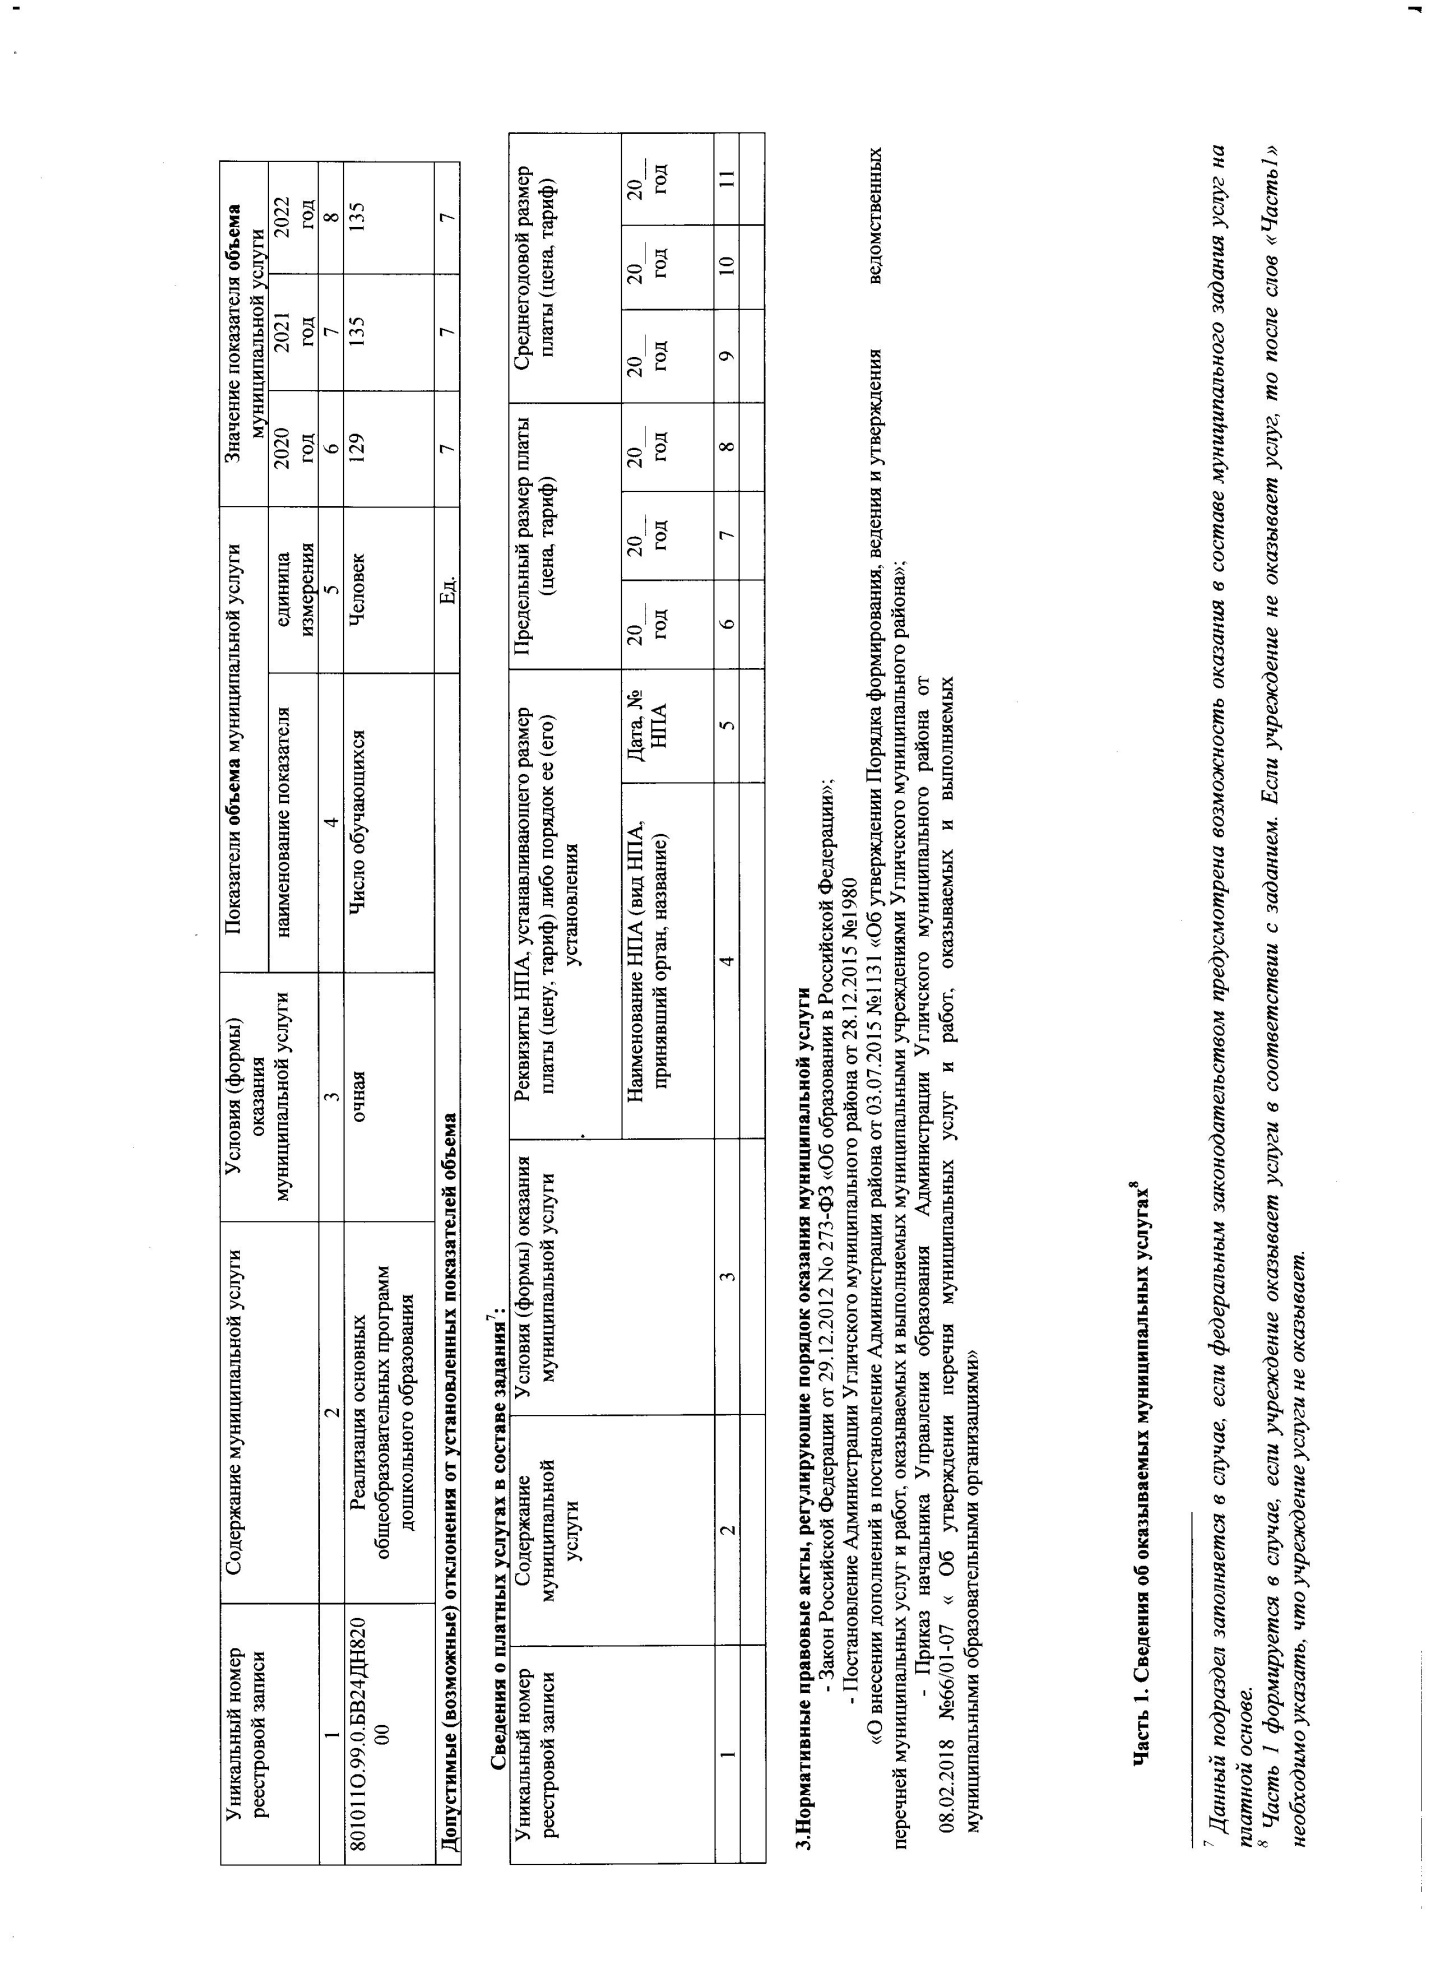 Уникальный номер реестровой записи
Содержание муниципальной услуги
Условия (формы) оказания муниципальной услуги
Показатели объема муниципальной услуги
Значение показателя объема муниципальной услуги
наименование показателя
единица измерения
2020 год
2021 год
2022 год
1 2 3 4 5 6 7 8
801011О.99.0.БВ24ДН820
00
Реализация основных
общеобразовательных программ
дошкольного образования
очная
Число обучающихся
Человек
129
135
135
Допустимые (возможные) отклонения от установленных показателей объема
Ед.
7
7
7
Сведения о платных услугах в составе задания⁷:
Уникальный номер
реестровой записи
Содержание
муниципальной
услуги
Условия (формы) оказания
муниципальной услуги
Реквизиты НПА, устанавливающего размер
платы (цену, тариф) либо порядок ее (его)
установления
Предельный размер платы
(цена, тариф)
Среднегодовой размер
платы (цена, тариф)
Наименование НПА (вид НПА,
принявший орган, название)
Дата, №
НПА
20__ год
20__ год
20__ год
20__ год
20__ год
20__ год
1 2 3 4 5 6 7 8 9 10 11
3.Нормативные правовые акты, регулирующие порядок оказания муниципальной услуги
- Закон Российской Федерации от 29.12.2012 No 273-ФЗ «Об образовании в Российской Федерации»;
- Постановление Администрации Угличского муниципального района от 28.12.2015 №1980
«О внесении дополнений в постановление Администрации района от 03.07.2015 №1131 «Об утверждении Порядка формирования, ведения и утверждения ведомственных
перечней муниципальных услуг и работ, оказываемых и выполняемых муниципальными учреждениями Угличского муниципального района»;
- Приказ начальника Управления образования Администрации Угличского муниципального района от
08.02.2018 №66/01-07 « Об утверждении перечня муниципальных услуг и работ, оказываемых и выполняемых
муниципальными образовательными организациями»
Часть 1. Сведения об оказываемых муниципальных услугах⁸
⁷ Данный подраздел заполняется в случае, если федеральным законодательством предусмотрена возможность оказания в составе муниципального задания услуг на
платной основе.
⁸ Часть 1 формируется в случае, если учреждение оказывает услуги в соответствии с заданием. Если учреждение не оказывает услуг, то после слов «Часть1»
необходимо указать, что учреждение услуги не оказывает.